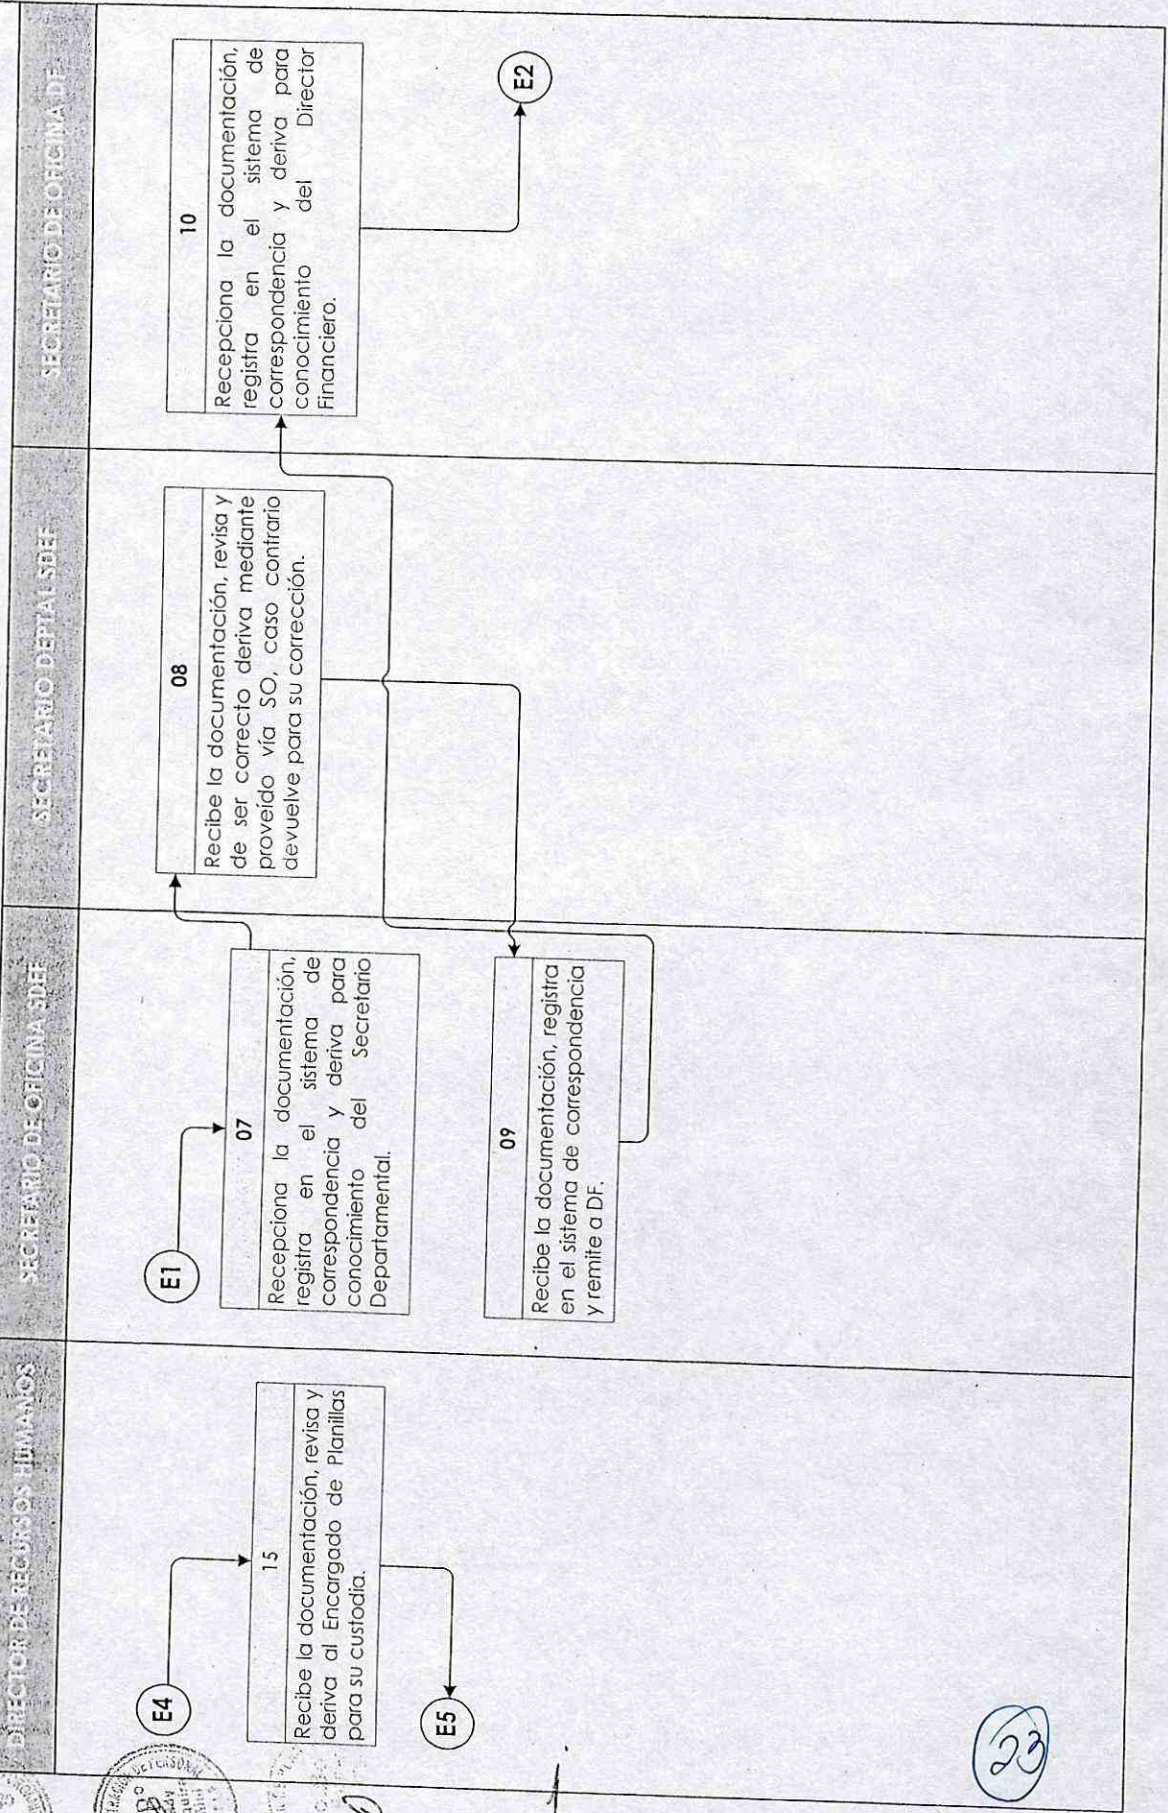 DIRECTOR DE RECURSOS HUMANOS
SECRETARIO DE OFICINA SDEF
SECRETARIO DEPTAL SDEF
SECRETARIO DE OFICINA DF
E4
15
Recibe la documentación, revisa y
deriva al Encargado de Planillas
para su custodia.
E5
E1
07
Recepciona la documentación,
registra en el sistema de
correspondencia y deriva para
conocimiento del Secretario
Departamental.
09
Recibe la documentación, registra
en el sistema de correspondencia
y remite a DF.
08
Recibe la documentación, revisa y
de ser correcto deriva mediante
proveído vía SO, caso contrario
devuelve para su corrección.
10
Recepciona la documentación,
registra en el sistema de
correspondencia y deriva para
conocimiento del Director
Financiero.
E2
23